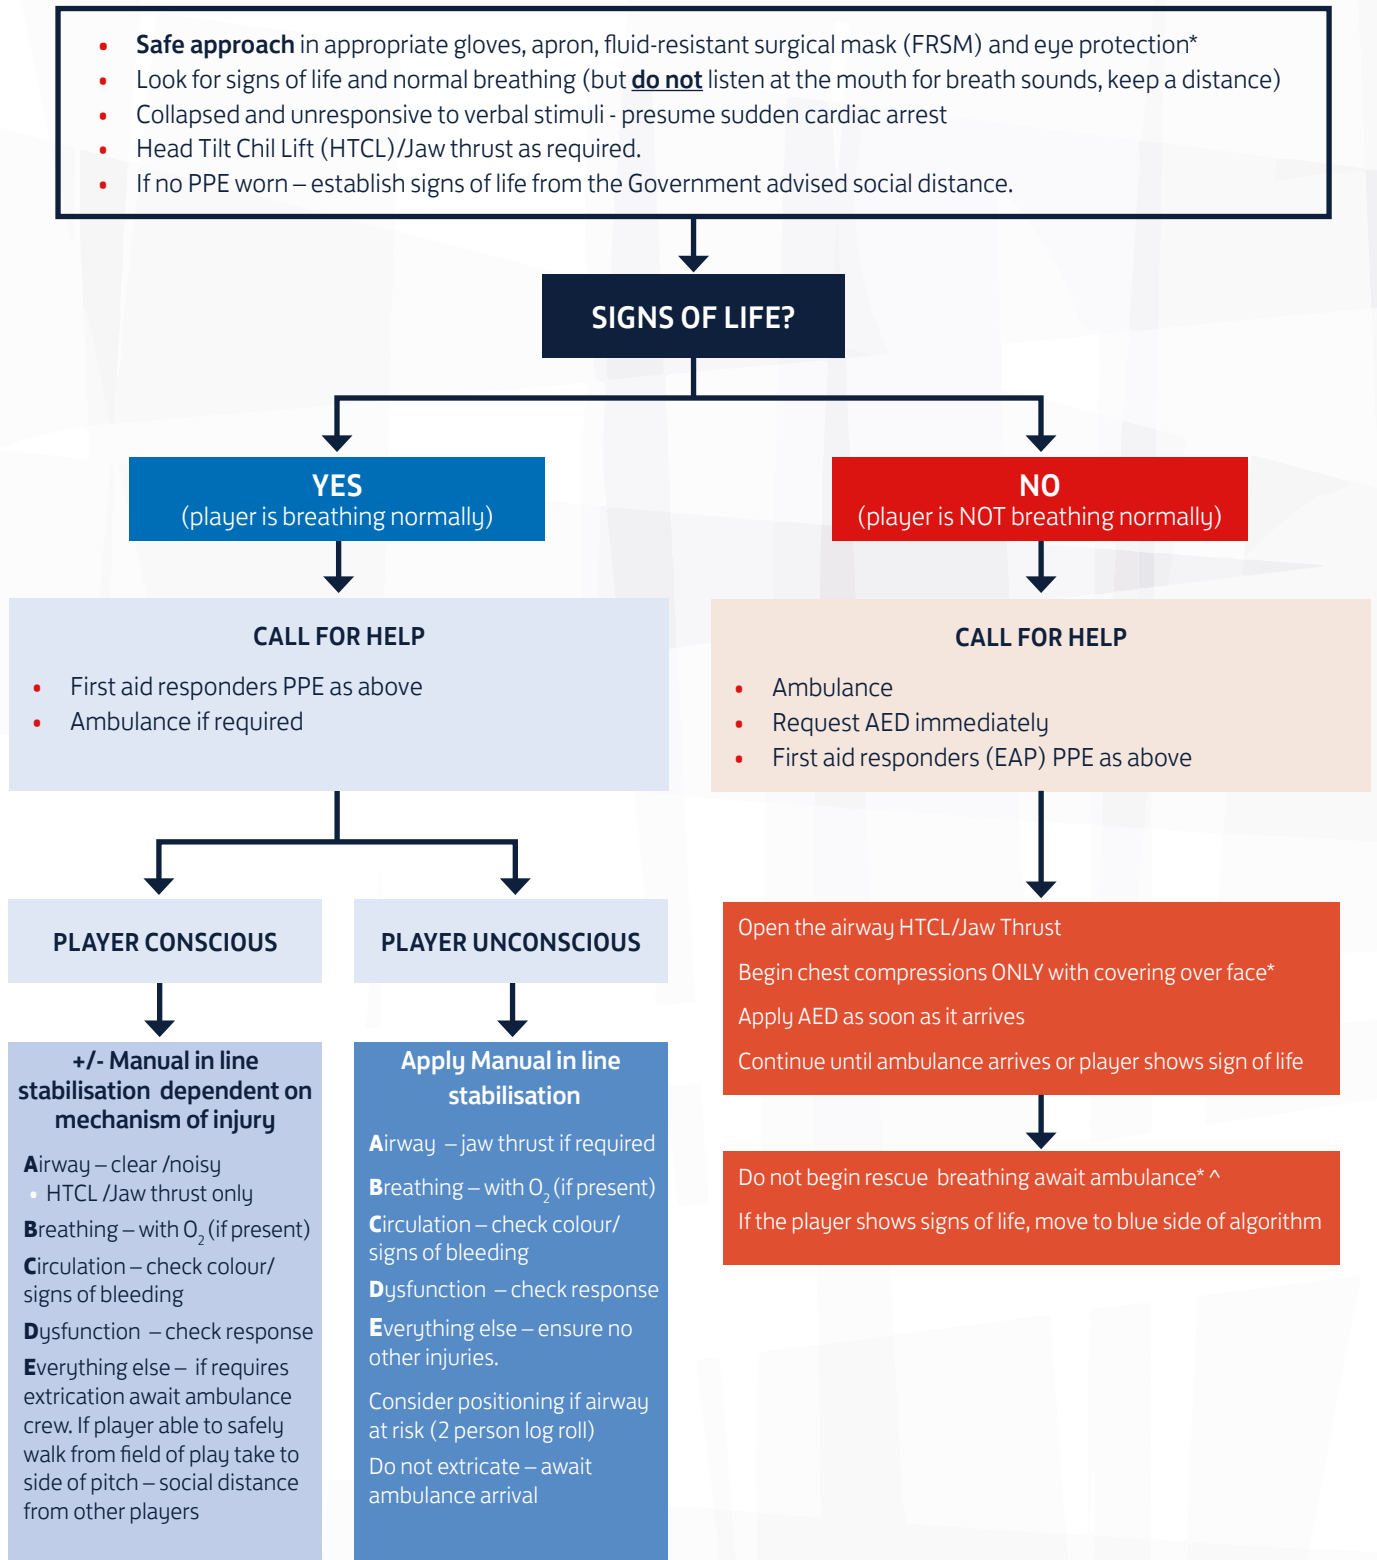 • Safe approach in appropriate gloves, apron, fluid-resistant surgical mask (FRSM) and eye protection*
• Look for signs of life and normal breathing (but do not listen at the mouth for breath sounds, keep a distance)
• Collapsed and unresponsive to verbal stimuli - presume sudden cardiac arrest
• Head Tilt Chil Lift (HTCL)/Jaw thrust as required.
• If no PPE worn – establish signs of life from the Government advised social distance.
SIGNS OF LIFE?
YES
(player is breathing normally)
CALL FOR HELP
• First aid responders PPE as above
• Ambulance if required
PLAYER CONSCIOUS
+/- Manual in line
stabilisation dependent on
mechanism of injury
Airway – clear /noisy
• HTCL /Jaw thrust only
Breathing – with O2 (if present)
Circulation – check colour/
signs of bleeding
Dysfunction – check response
Everything else – if requires
extrication await ambulance
crew. If player able to safely
walk from field of play take to
side of pitch – social distance
from other players
PLAYER UNCONSCIOUS
Apply Manual in line
stabilisation
Airway – jaw thrust if required
Breathing – with O2 (if present)
Circulation – check colour/
signs of bleeding
Dysfunction – check response
Everything else – ensure no
other injuries.
Consider positioning if airway
at risk (2 person log roll)
Do not extricate – await
ambulance arrival
NO
(player is NOT breathing normally)
CALL FOR HELP
• Ambulance
• Request AED immediately
• First aid responders (EAP) PPE as above
Open the airway HTCL/Jaw Thrust
Begin chest compressions ONLY with covering over face*
Apply AED as soon as it arrives
Continue until ambulance arrives or player shows sign of life
Do not begin rescue breathing await ambulance* ^
If the player shows signs of life, move to blue side of algorithm